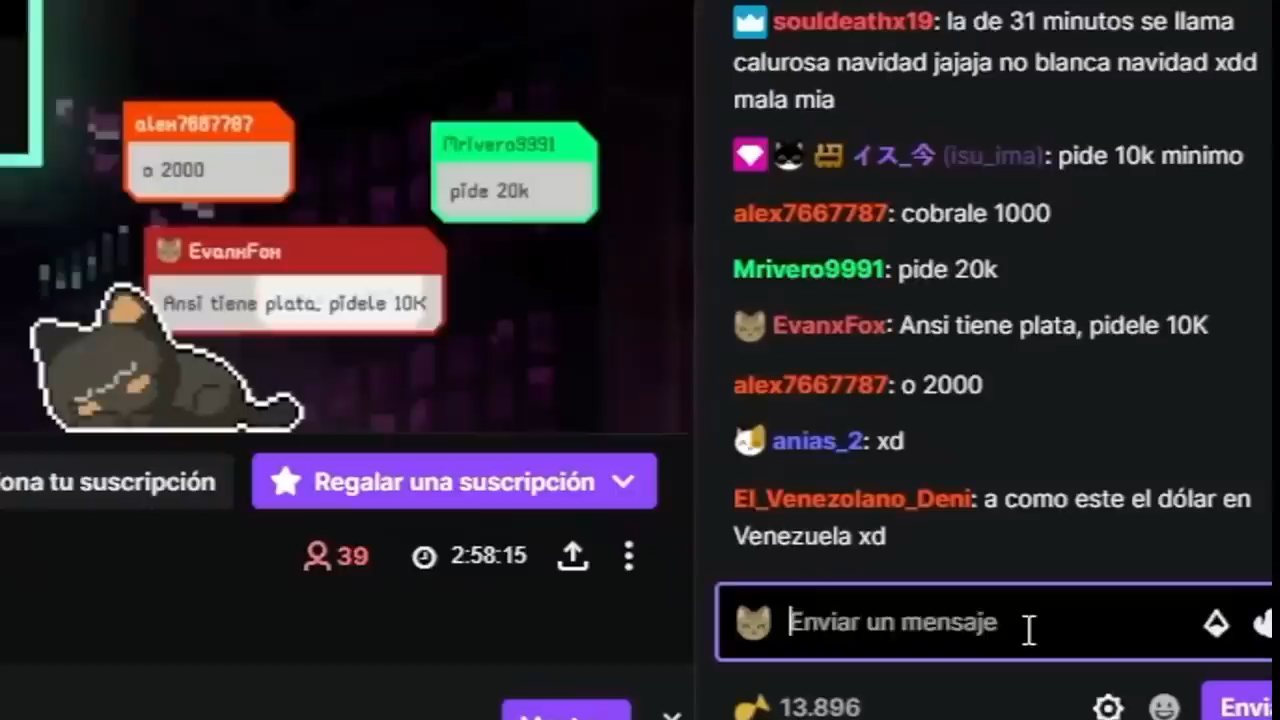 alex7667787
o 2000
Mrivero9991
pide 20k
EvanxFox
Ansi tiene plata, pidele 10K
ona tu suscripción
Regalar una suscripción
39
2:58:15
souldeathx19: la de 31 minutos se llama
calurosa navidad jajaja no blanca navidad xdd
mala mia
イス_今 (isu_ima): pide 10k minimo
alex7667787: cobrale 1000
Mrivero9991: pide 20k
EvanxFox: Ansi tiene plata, pidele 10K
alex7667787: o 2000
anias_2: xd
El_Venezolano_Deni: a como este el dólar en
Venezuela xd
Enviar un mensaje
13.896
Envi